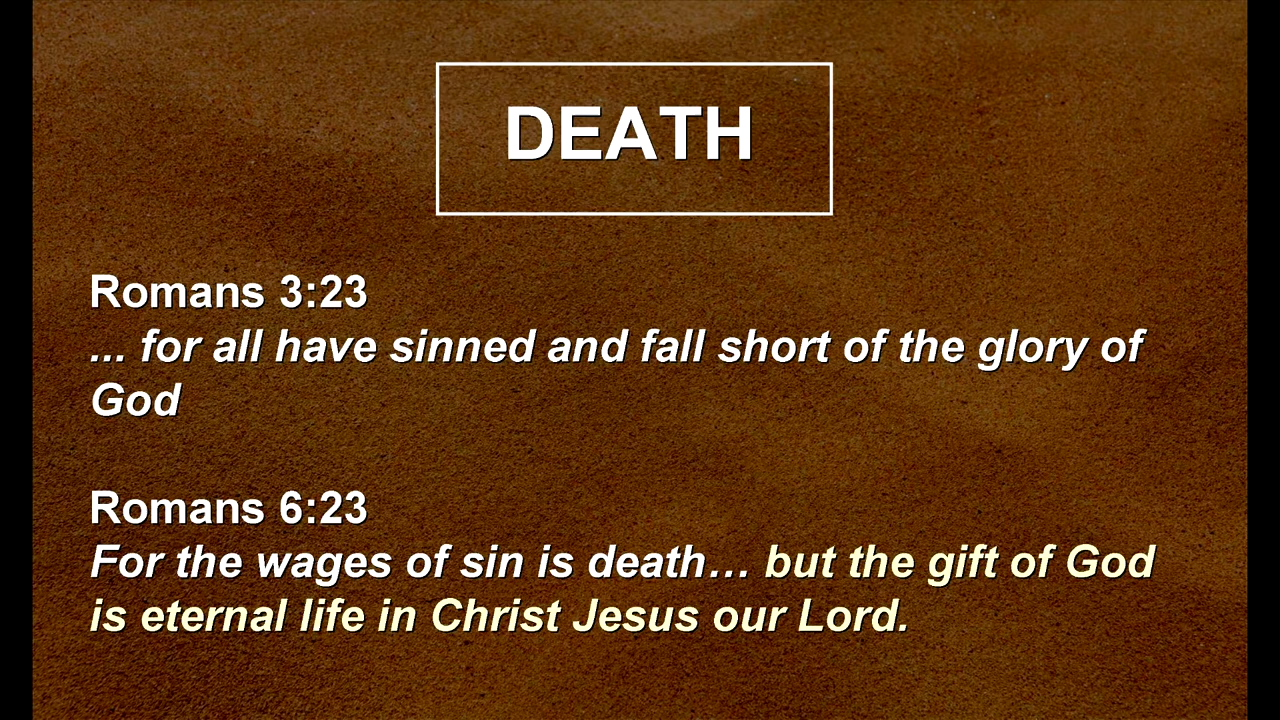 DEATH
Romans 3:23
... for all have sinned and fall short of the glory of
God
Romans 6:23
For the wages of sin is death… but the gift of God
is eternal life in Christ Jesus our Lord.